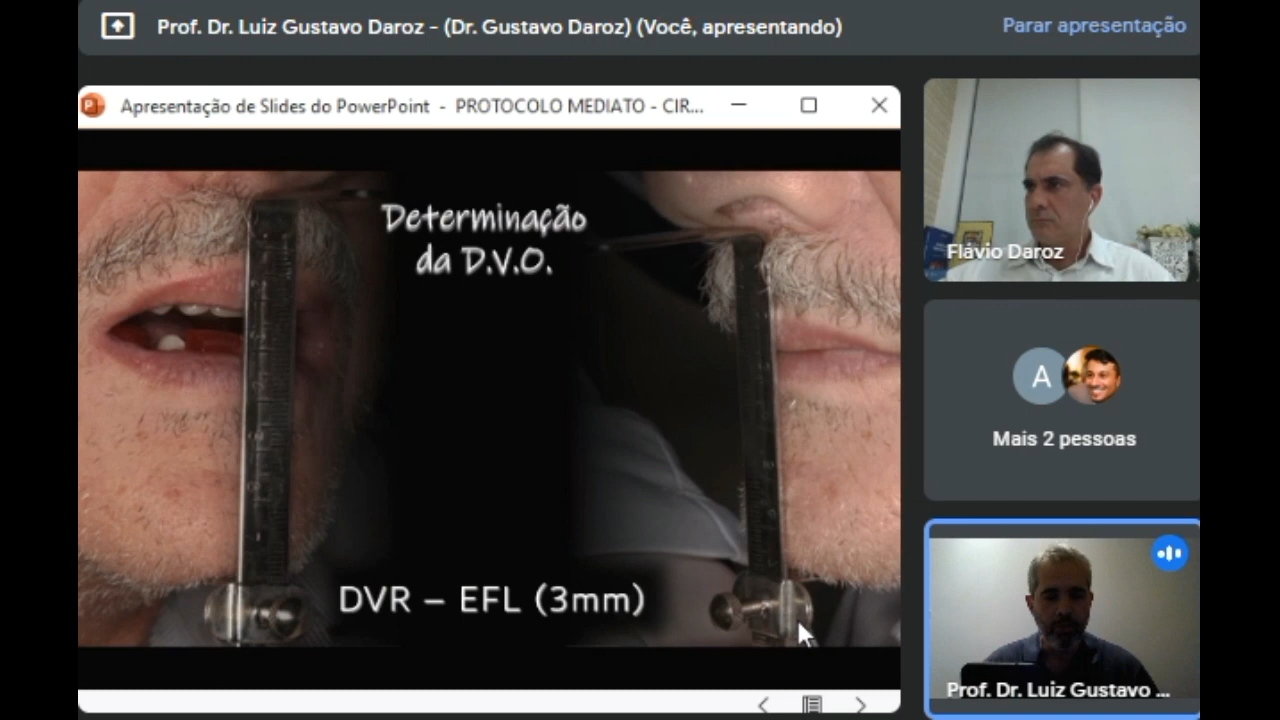 Prof. Dr. Luiz Gustavo Daroz - (Dr. Gustavo Daroz) (Você, apresentando)
Parar apresentação
Apresentação de Slides do PowerPoint - PROTOCOLO MEDIATO - CIR...
Determinação
da D.V.O.
DVR – EFL (3mm)
Flávio Daroz
A
Mais 2 pessoas
Prof. Dr. Luiz Gustavo ...